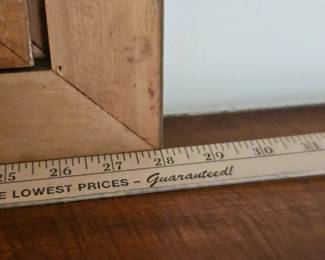 25 26 27 28 29 30 31
LOWEST PRICES – Guaranteed!